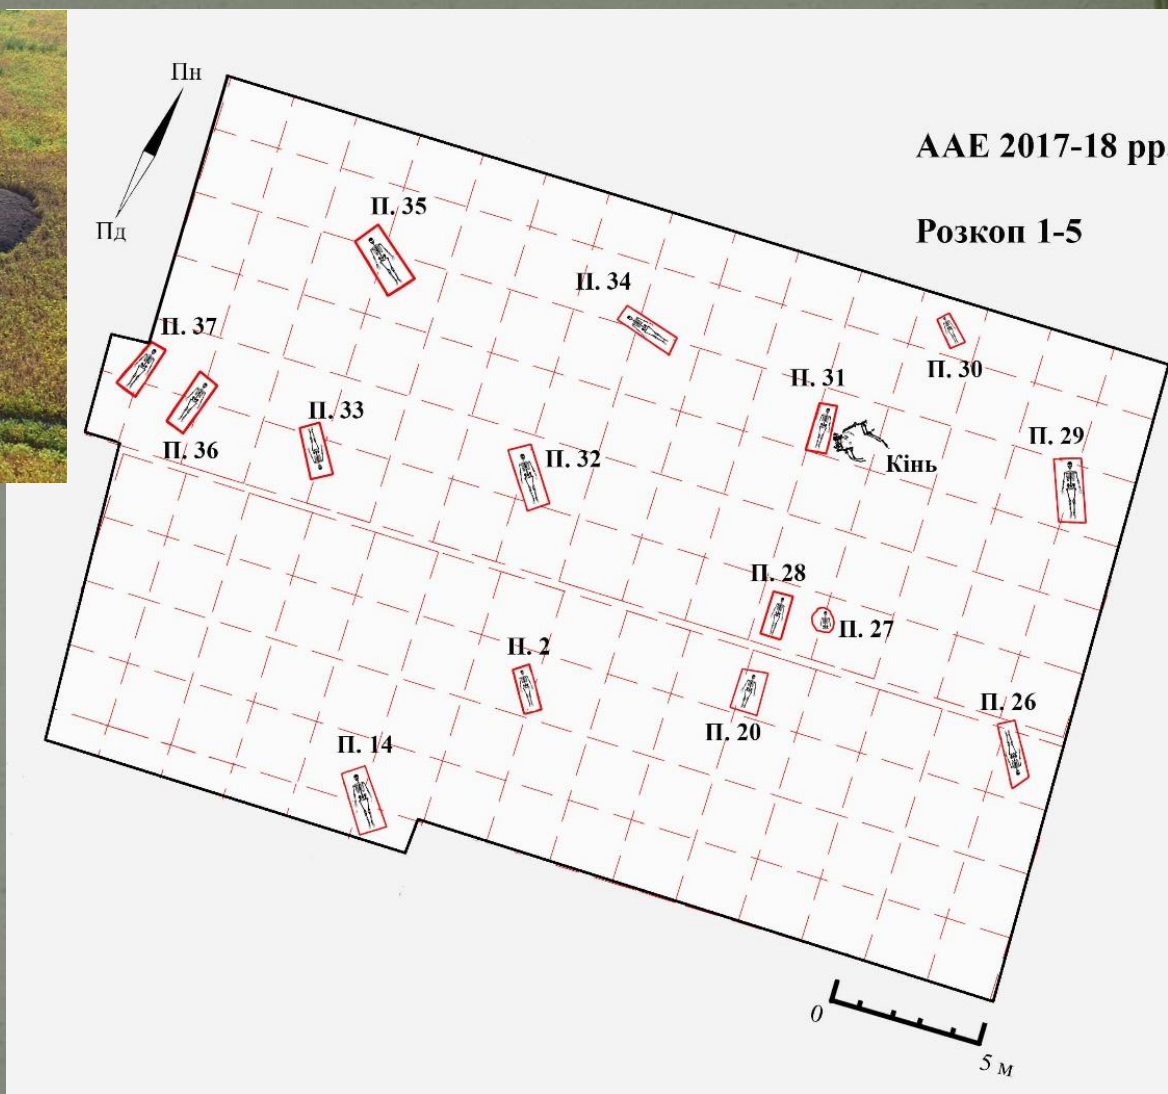 Пн
Пд
ААЕ 2017-18 рр.
Розкоп 1-5
П. 35
П. 34
П. 37
П. 30
П. 31
П. 33
П. 29
П. 36
П. 32
Кінь
П. 28
П. 27
П. 2
П. 26
П. 20
П. 14
0
5 м